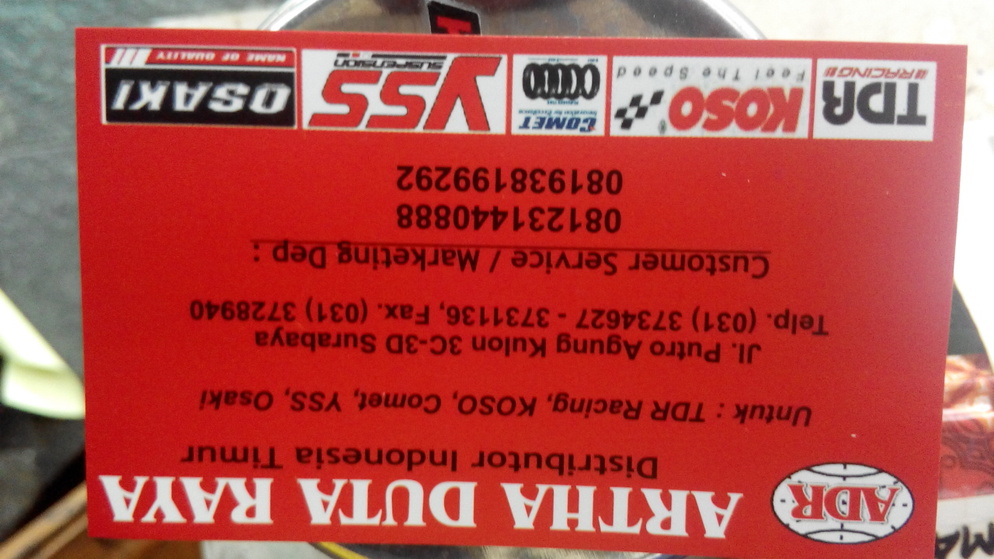 ADR
ARTHA DUTA RAYA
Distributor Indonesia Timur
Untuk : TDR Racing, KOSO, Comet, YSS, Osaki
Jl. Putro Agung Kulon 3C-3D Surabaya
Telp. (031) 3734627 - 3731136, Fax. (031) 3728940
Customer Service / Marketing Dep :
081231440888
081938199292
TDR
RACING
KOSO®
Feel The Speed
COMET
YSS
SUSPENSION
OSAKI
NAME OF QUALITY
MA